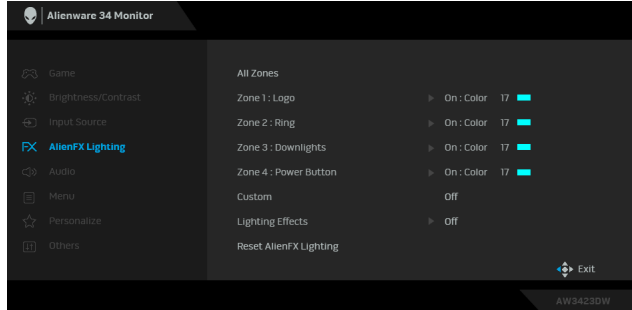 Alienware 34 Monitor
Game
Brightness/Contrast
Input Source
FX AlienFX Lighting
Audio
Menu
Personalize
Others
All Zones
Zone 1 : Logo On : Color 17
Zone 2 : Ring On : Color 17
Zone 3 : Downlights On : Color 17
Zone 4 : Power Button On : Color 17
Custom Off
Lighting Effects Off
Reset AlienFX Lighting
Exit
AW3423DW